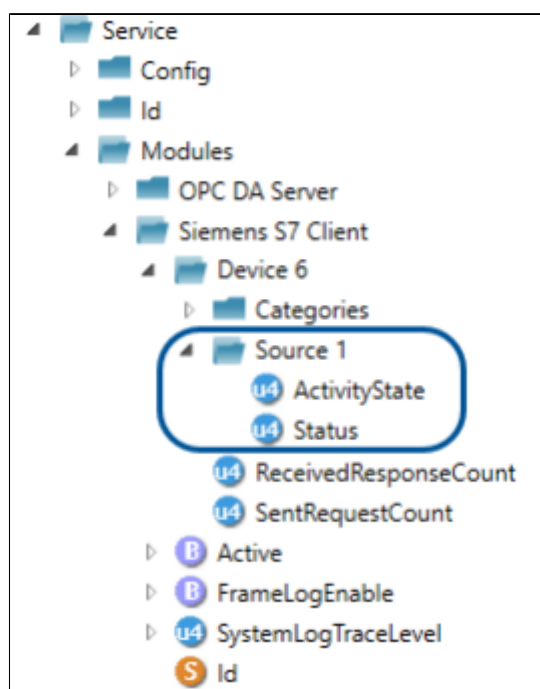 Service
Config
Id
Modules
OPC DA Server
Siemens S7 Client
Device 6
Categories
Source 1
u4 ActivityState
u4 Status
u4 ReceivedResponseCount
u4 SentRequestCount
B Active
B FrameLogEnable
u4 SystemLogTraceLevel
S Id